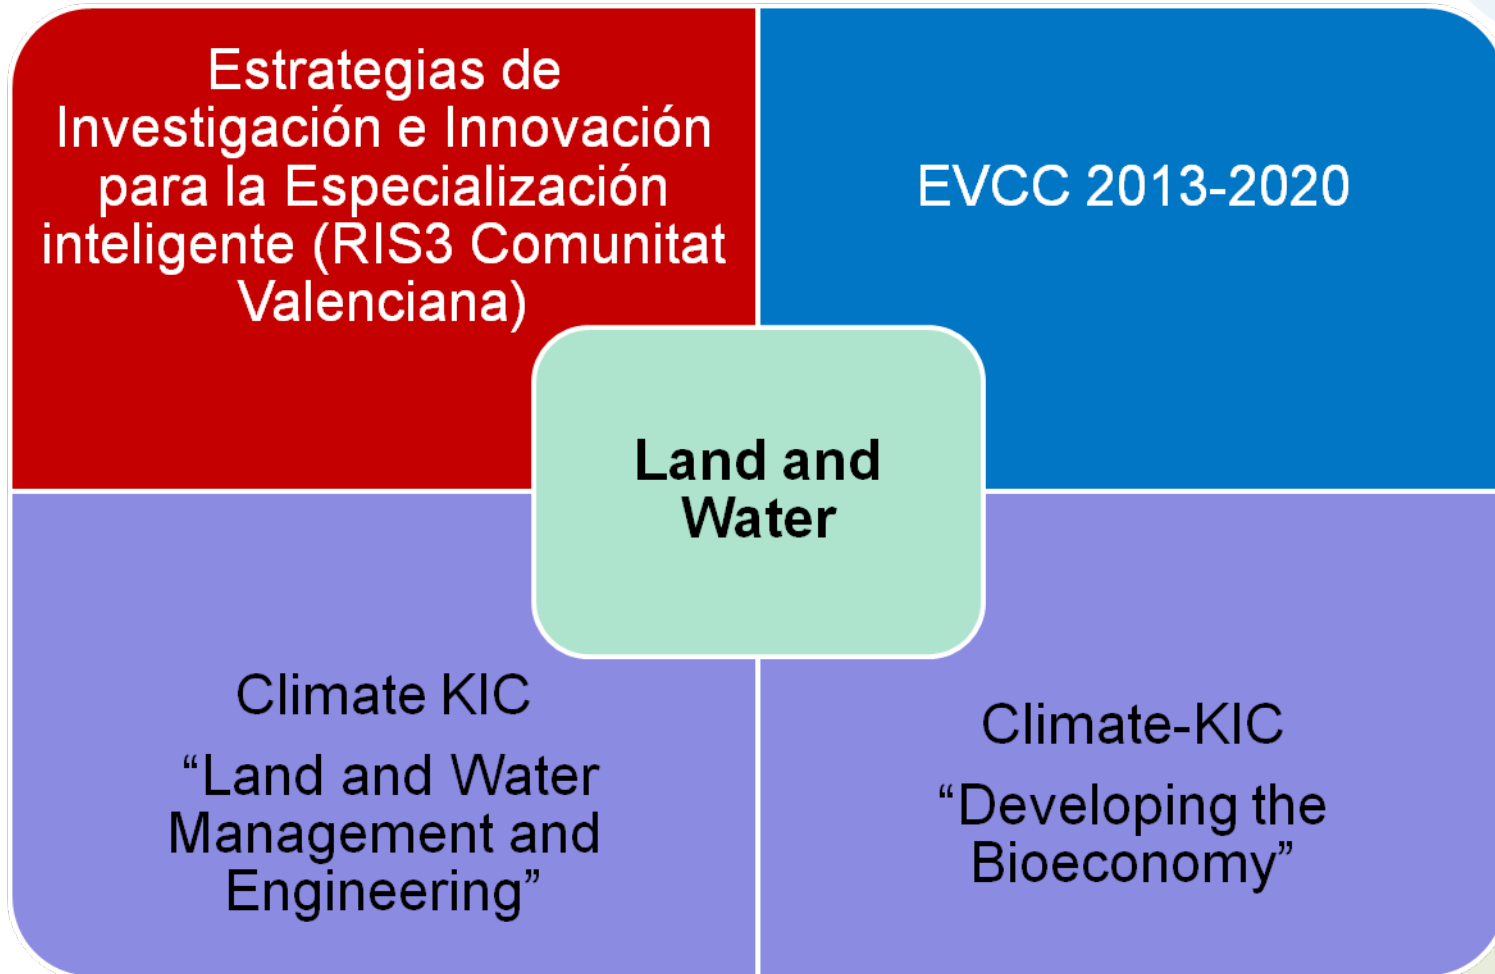 Estrategias de
Investigación e Innovación
para la Especialización
inteligente (RIS3 Comunitat
Valenciana)
EVCC 2013-2020
Land and
Water
Climate KIC
“Land and Water
Management and
Engineering”
Climate-KIC
“Developing the
Bioeconomy”